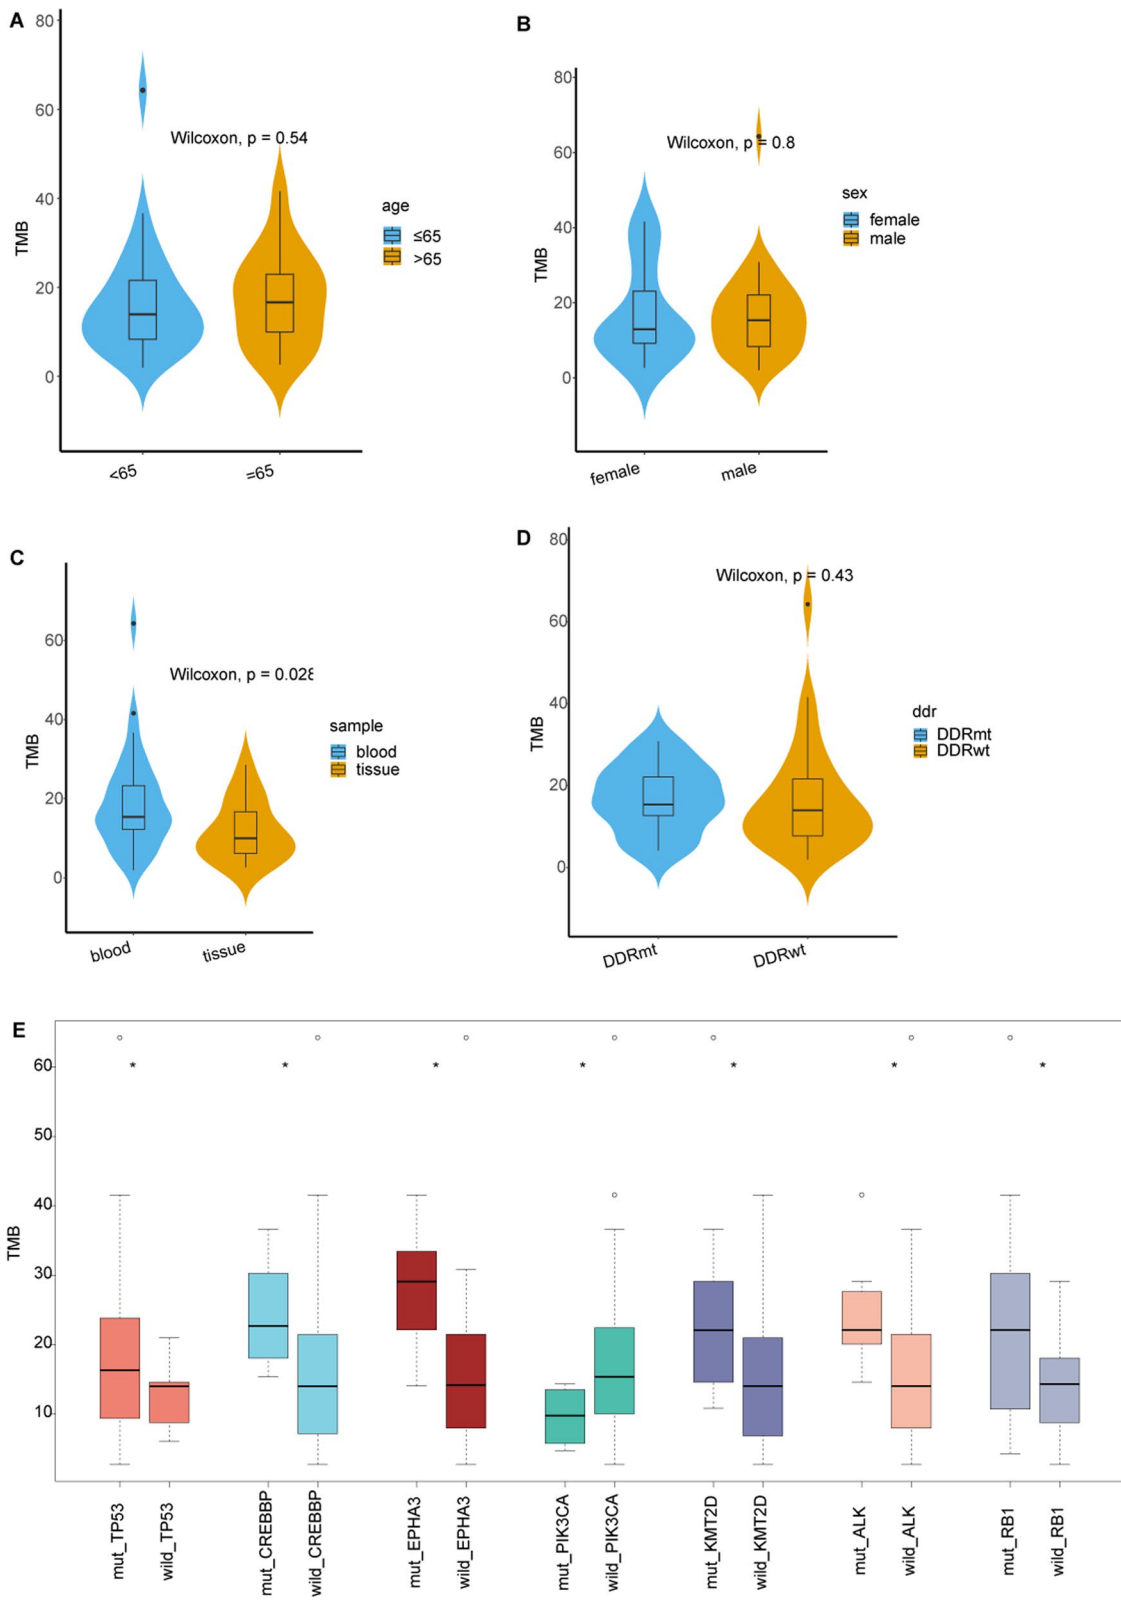 A
80
60
40
20
0
TMB
Wilcoxon, p = 0.54
<65
=65
age
≤65
>65
B
80
60
40
20
0
TMB
Wilcoxon, p = 0.8
female
male
sex
female
male
C
60
40
20
0
TMB
Wilcoxon, p = 0.028
blood
tissue
sample
blood
tissue
D
80
60
40
20
0
TMB
Wilcoxon, p = 0.43
DDRmt
DDRwt
ddr
DDRmt
DDRwt
E
60
50
40
30
20
10
TMB
* * * * * * *
mut_TP53
wild_TP53
mut_CREBBP
wild_CREBBP
mut_EPHA3
wild_EPHA3
mut_PIK3CA
wild_PIK3CA
mut_KMT2D
wild_KMT2D
mut_ALK
wild_ALK
mut_RB1
wild_RB1